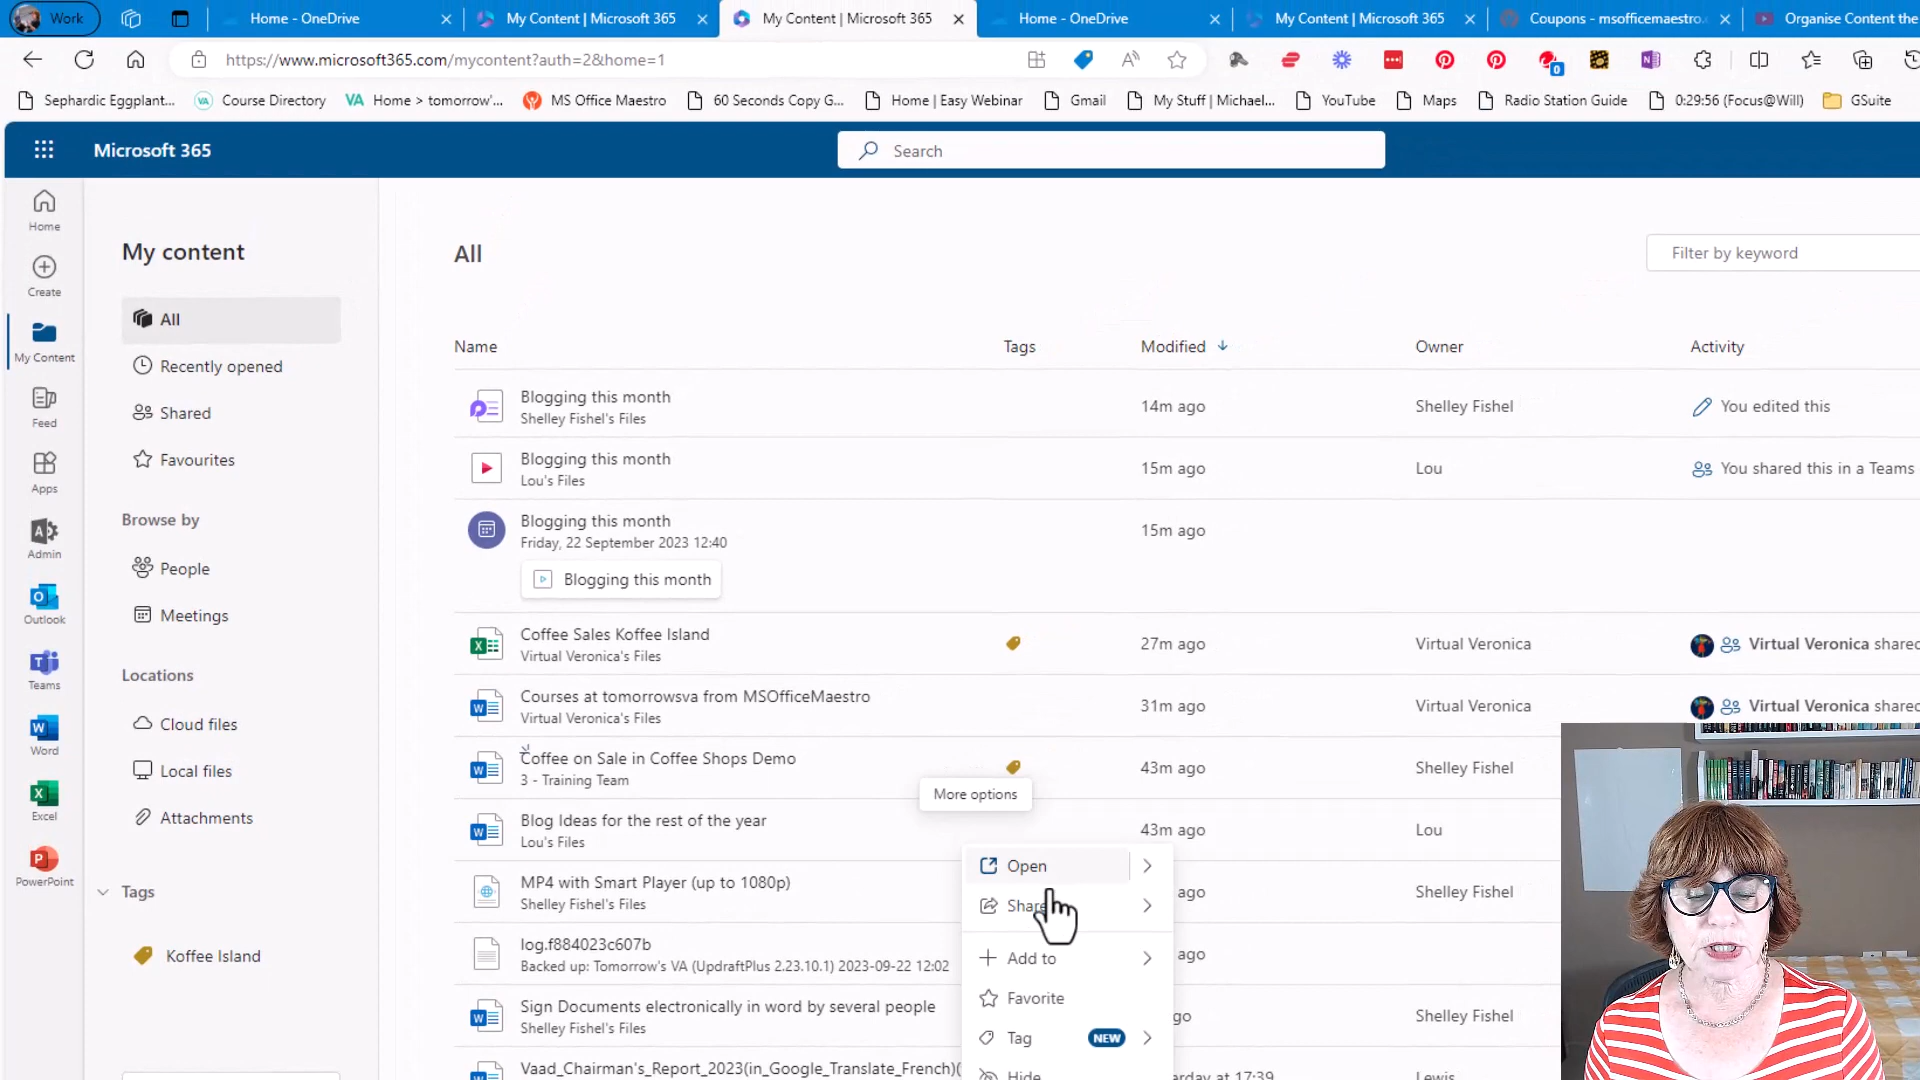 Work
Home - OneDrive
My Content | Microsoft 365
My Content | Microsoft 365
Home - OneDrive
My Content | Microsoft 365
Coupons - msofficemaestro.c
Organise Content the
https://www.microsoft365.com/mycontent?auth=2&home=1
0
Sephardic Eggplant...
Course Directory
Home > tomorrow'...
MS Office Maestro
60 Seconds Copy G...
Home | Easy Webinar
Gmail
My Stuff | Michael...
YouTube
Maps
Radio Station Guide
0:29:56 (Focus@Will)
GSuite
Microsoft 365
Search
Home
Create
My Content
Feed
Apps
Admin
Outlook
Teams
Word
Excel
PowerPoint
My content
All
Recently opened
Shared
Favourites
Browse by
People
Meetings
Locations
Cloud files
Local files
Attachments
Tags
Koffee Island
All
Filter by keyword
Name Tags Modified Owner Activity
Blogging this month
Shelley Fishel's Files
14m ago Shelley Fishel You edited this
Blogging this month
Lou's Files
15m ago Lou You shared this in a Teams
Blogging this month
Friday, 22 September 2023 12:40
15m ago
Blogging this month
Coffee Sales Koffee Island
Virtual Veronica's Files
27m ago Virtual Veronica Virtual Veronica shared
Courses at tomorrowsva from MSOfficeMaestro
Virtual Veronica's Files
31m ago Virtual Veronica Virtual Veronica shared
Coffee on Sale in Coffee Shops Demo
3 - Training Team
43m ago Shelley Fishel
More options
Blog Ideas for the rest of the year
Lou's Files
43m ago Lou
MP4 with Smart Player (up to 1080p)
Shelley Fishel's Files
ago Shelley Fishel
log.f884023c607b
Backed up: Tomorrow's VA (UpdraftPlus 2.23.10.1) 2023-09-22 12:02
ago
Sign Documents electronically in word by several people
Shelley Fishel's Files
go Shelley Fishel
Vaad_Chairman's_Report_2023(in_Google_Translate_French)(
rday at 17:39 Lewis
Open
Share
Add to
Favorite
Tag NEW
Hide